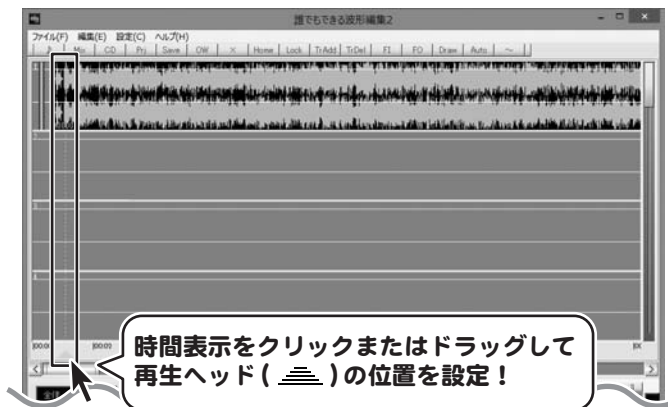 誰でもできる波形編集2
ファイル(F) 編集(E) 設定(C) ヘルプ(H)
Mix CD Prj Save OW × Home Lock TrAdd TrDel FI FO Draw Auto ～
時間表示をクリックまたはドラッグして
再生ヘッド( )の位置を設定！